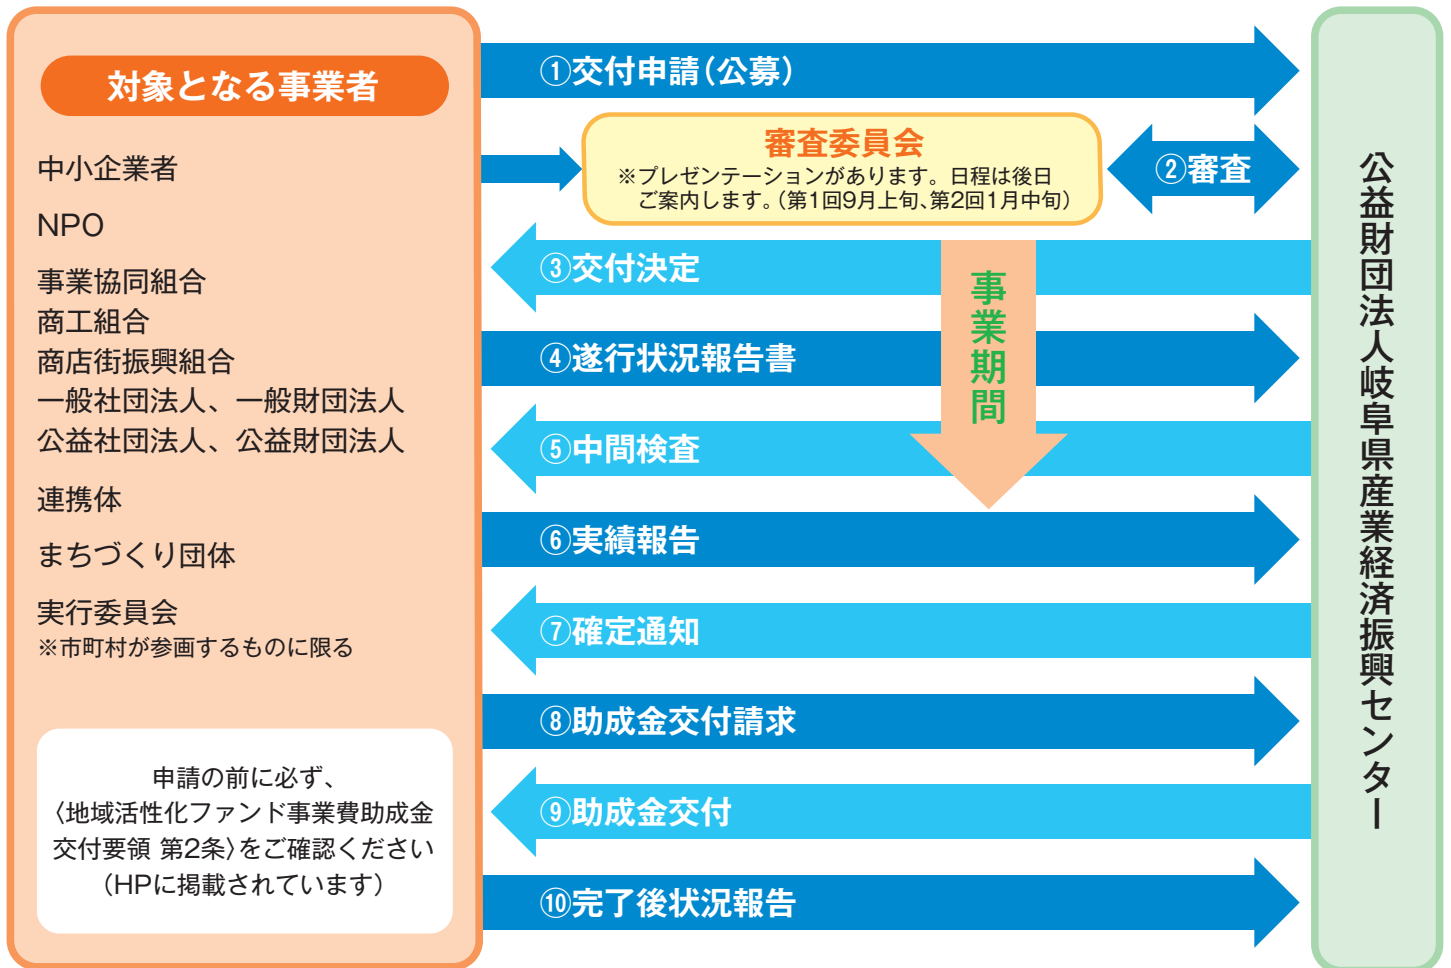 対象となる事業者
中小企業者
NPO
事業協同組合
商工組合
商店街振興組合
一般社団法人、一般財団法人
公益社団法人、公益財団法人
連携体
まちづくり団体
実行委員会
※市町村が参画するものに限る
申請の前に必ず、
〈地域活性化ファンド事業費助成金
交付要領 第2条〉をご確認ください
（HPに掲載されています）
①交付申請（公募）
審査委員会
※プレゼンテーションがあります。日程は後日
ご案内します。（第1回9月上旬、第2回1月中旬）
②審査
③交付決定
事業期間
④遂行状況報告書
⑤中間検査
⑥実績報告
⑦確定通知
⑧助成金交付請求
⑨助成金交付
⑩完了後状況報告
公益財団法人岐阜県産業経済振興センター